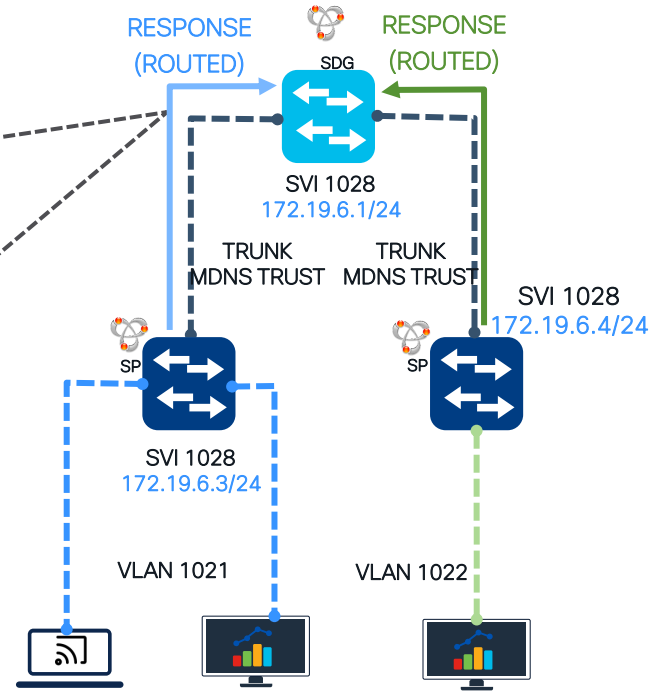 RESPONSE
(ROUTED)
RESPONSE
(ROUTED)
SDG
SVI 1028
172.19.6.1/24
TRUNK
MDNS TRUST
TRUNK
MDNS TRUST
SVI 1028
172.19.6.4/24
SP
SP
SVI 1028
172.19.6.3/24
VLAN 1021
VLAN 1022